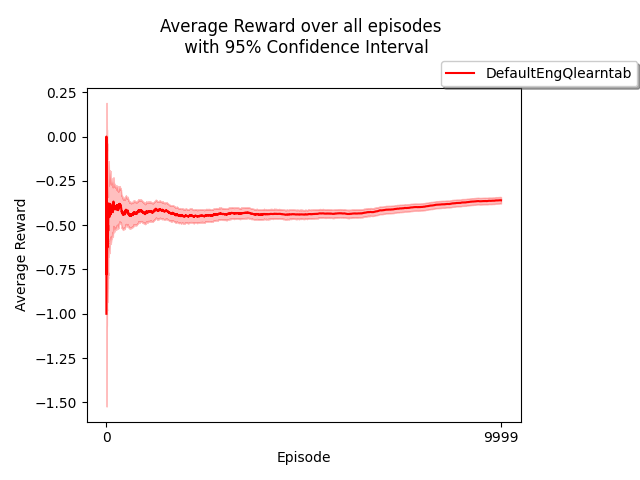 Average Reward over all episodes
with 95% Confidence Interval
DefaultEngQlearntab
0.25
0.00
−0.25
−0.50
−0.75
−1.00
−1.25
−1.50
Average Reward
0
9999
Episode